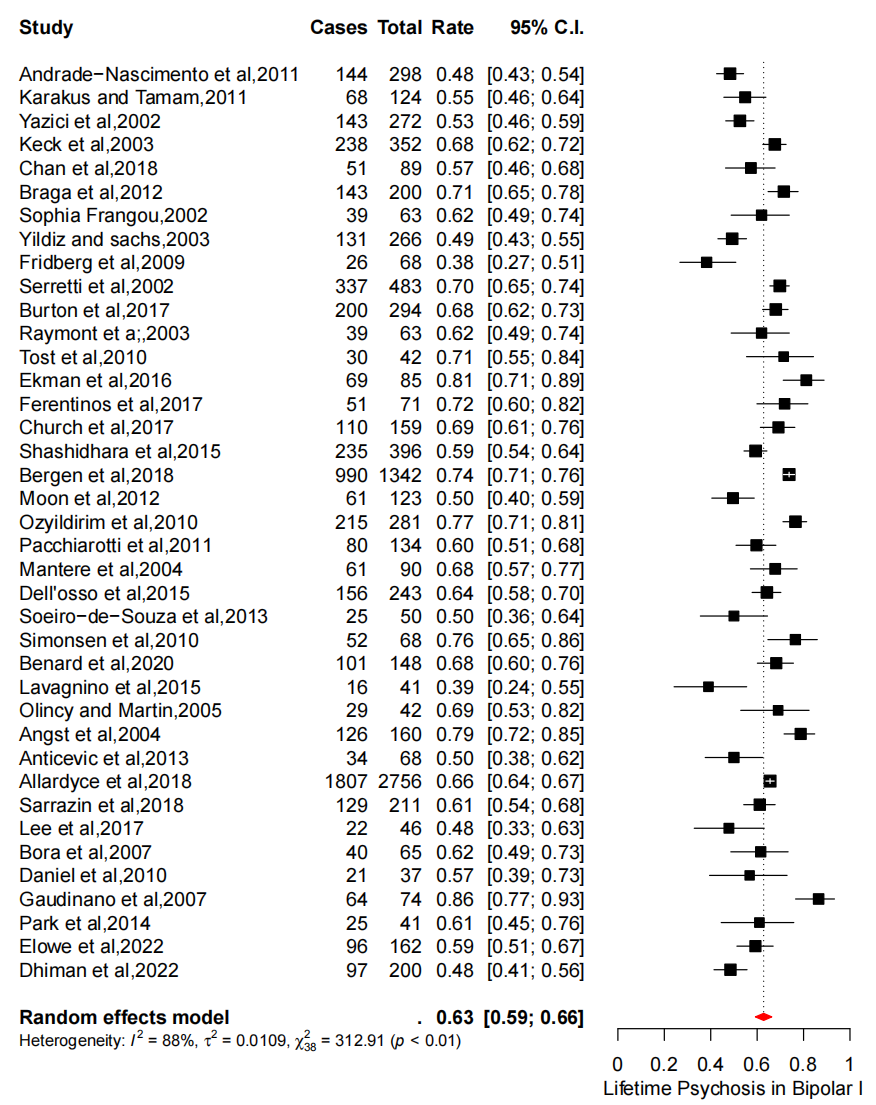 Study Cases Total Rate 95% C.I.
Andrade−Nascimento et al,2011 144 298 0.48 [0.43; 0.54]
Karakus and Tamam,2011 68 124 0.55 [0.46; 0.64]
Yazici et al,2002 143 272 0.53 [0.46; 0.59]
Keck et al,2003 238 352 0.68 [0.62; 0.72]
Chan et al,2018 51 89 0.57 [0.46; 0.68]
Braga et al,2012 143 200 0.71 [0.65; 0.78]
Sophia Frangou,2002 39 63 0.62 [0.49; 0.74]
Yildiz and sachs,2003 131 266 0.49 [0.43; 0.55]
Fridberg et al,2009 26 68 0.38 [0.27; 0.51]
Serretti et al,2002 337 483 0.70 [0.65; 0.74]
Burton et al,2017 200 294 0.68 [0.62; 0.73]
Raymont et a;,2003 39 63 0.62 [0.49; 0.74]
Tost et al,2010 30 42 0.71 [0.55; 0.84]
Ekman et al,2016 69 85 0.81 [0.71; 0.89]
Ferentinos et al,2017 51 71 0.72 [0.60; 0.82]
Church et al,2017 110 159 0.69 [0.61; 0.76]
Shashidhara et al,2015 235 396 0.59 [0.54; 0.64]
Bergen et al,2018 990 1342 0.74 [0.71; 0.76]
Moon et al,2012 61 123 0.50 [0.40; 0.59]
Ozyildirim et al,2010 215 281 0.77 [0.71; 0.81]
Pacchiarotti et al,2011 80 134 0.60 [0.51; 0.68]
Mantere et al,2004 61 90 0.68 [0.57; 0.77]
Dell'osso et al,2015 156 243 0.64 [0.58; 0.70]
Soeiro−de−Souza et al,2013 25 50 0.50 [0.36; 0.64]
Simonsen et al,2010 52 68 0.76 [0.65; 0.86]
Benard et al,2020 101 148 0.68 [0.60; 0.76]
Lavagnino et al,2015 16 41 0.39 [0.24; 0.55]
Olincy and Martin,2005 29 42 0.69 [0.53; 0.82]
Angst et al,2004 126 160 0.79 [0.72; 0.85]
Anticevic et al,2013 34 68 0.50 [0.38; 0.62]
Allardyce et al,2018 1807 2756 0.66 [0.64; 0.67]
Sarrazin et al,2018 129 211 0.61 [0.54; 0.68]
Lee et al,2017 22 46 0.48 [0.33; 0.63]
Bora et al,2007 40 65 0.62 [0.49; 0.73]
Daniel et al,2010 21 37 0.57 [0.39; 0.73]
Gaudinano et al,2007 64 74 0.86 [0.77; 0.93]
Park et al,2014 25 41 0.61 [0.45; 0.76]
Elowe et al,2022 96 162 0.59 [0.51; 0.67]
Dhiman et al,2022 97 200 0.48 [0.41; 0.56]
Random effects model . 0.63 [0.59; 0.66]
Heterogeneity: I² = 88%, τ² = 0.0109, χ²₃₈ = 312.91 (p < 0.01)
0 0.2 0.4 0.6 0.8 1
Lifetime Psychosis in Bipolar I